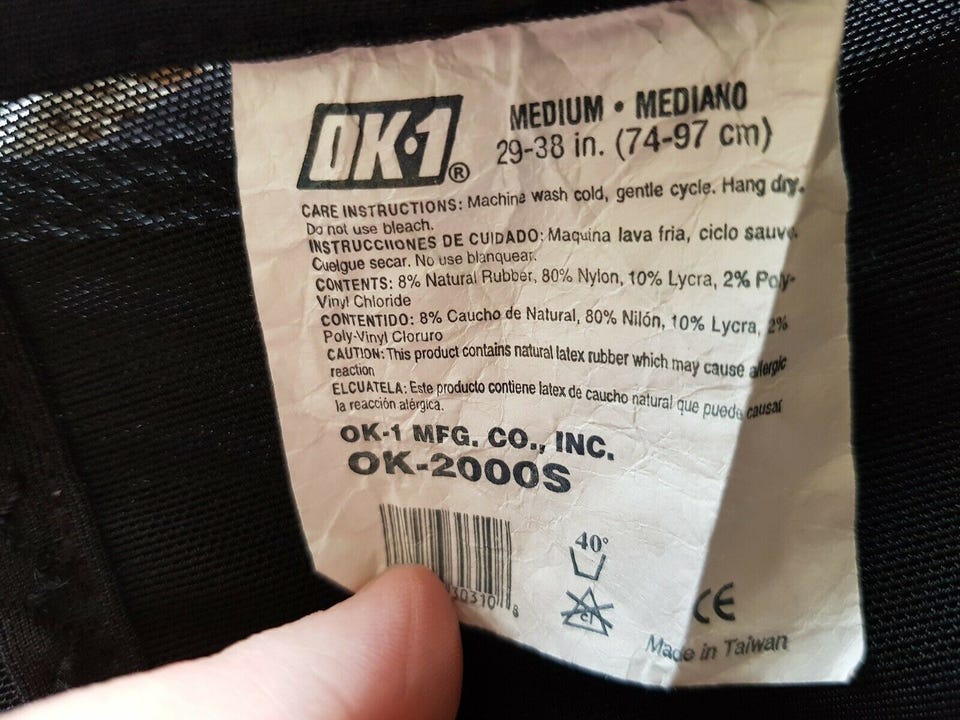 OK-1®
MEDIUM • MEDIANO
29-38 in. (74-97 cm)
CARE INSTRUCTIONS: Machine wash cold, gentle cycle. Hang dry.
Do not use bleach.
INSTRUCCIIONES DE CUIDADO: Maquina lava fria, ciclo sauve.
Cuelgue secar. No use blanquear.
CONTENTS: 8% Natural Rubber, 80% Nylon, 10% Lycra, 2% Poly-
Vinyl Chloride
CONTENTIDO: 8% Caucho de Natural, 80% Nilón, 10% Lycra, 2%
Poly-Vinyl Cloruro
CAUTION: This product contains natural latex rubber which may cause allergic
reaction
ELCUATELA: Este producto contiene latex de caucho natural que puede causar
la reacción alérgica.
OK-1 MFG. CO., INC.
OK-2000S
30310 8
40°
cl
CE
Made in Taiwan